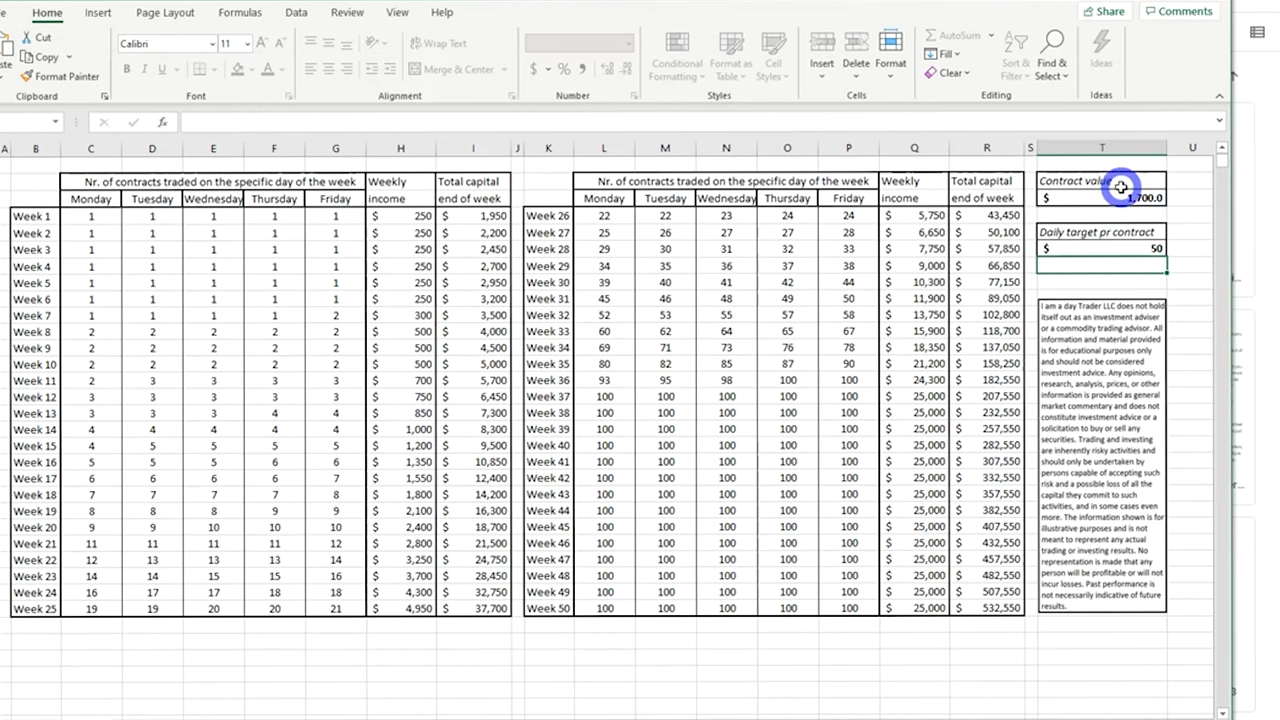 Home Insert Page Layout Formulas Data Review View Help Share Comments
Cut Calibri 11 Wrap Text AutoSum
Copy Fill
Format Painter B I U Merge & Center $ % Conditional Formatting Format as Table Cell Styles Insert Delete Format Clear Sort & Filter Find & Select Ideas
Clipboard Font Alignment Number Styles Cells Editing Ideas
fx
A B C D E F G H I J K L M N O P Q R S T U
Nr. of contracts traded on the specific day of the week Weekly income Total capital end of week Nr. of contracts traded on the specific day of the week Weekly income Total capital end of week
Monday Tuesday Wednesday Thursday Friday Monday Tuesday Wednesday Thursday Friday
Week 1 1 1 1 1 1 $ 250 $ 1,950 Week 26 22 22 23 24 24 $ 5,750 $ 43,450
Week 2 1 1 1 1 1 $ 250 $ 2,200 Week 27 25 26 27 27 28 $ 6,650 $ 50,100
Week 3 1 1 1 1 1 $ 250 $ 2,450 Week 28 29 30 31 32 33 $ 7,750 $ 57,850
Week 4 1 1 1 1 1 $ 250 $ 2,700 Week 29 34 35 36 37 38 $ 9,000 $ 66,850
Week 5 1 1 1 1 1 $ 250 $ 2,950 Week 30 39 40 41 42 44 $ 10,300 $ 77,150
Week 6 1 1 1 1 1 $ 250 $ 3,200 Week 31 45 46 48 49 50 $ 11,900 $ 89,050
Week 7 1 1 1 1 2 $ 300 $ 3,500 Week 32 52 53 55 57 58 $ 13,750 $ 102,800
Week 8 2 2 2 2 2 $ 500 $ 4,000 Week 33 60 62 64 65 67 $ 15,900 $ 118,700
Week 9 2 2 2 2 2 $ 500 $ 4,500 Week 34 69 71 73 76 78 $ 18,350 $ 137,050
Week 10 2 2 2 2 2 $ 500 $ 5,000 Week 35 80 82 85 87 90 $ 21,200 $ 158,250
Week 11 2 3 3 3 3 $ 700 $ 5,700 Week 36 93 95 98 100 100 $ 24,300 $ 182,550
Week 12 3 3 3 3 3 $ 750 $ 6,450 Week 37 100 100 100 100 100 $ 25,000 $ 207,550
Week 13 3 3 3 4 4 $ 850 $ 7,300 Week 38 100 100 100 100 100 $ 25,000 $ 232,550
Week 14 4 4 4 4 4 $ 1,000 $ 8,300 Week 39 100 100 100 100 100 $ 25,000 $ 257,550
Week 15 4 5 5 5 5 $ 1,200 $ 9,500 Week 40 100 100 100 100 100 $ 25,000 $ 282,550
Week 16 5 5 5 6 6 $ 1,350 $ 10,850 Week 41 100 100 100 100 100 $ 25,000 $ 307,550
Week 17 6 6 6 6 7 $ 1,550 $ 12,400 Week 42 100 100 100 100 100 $ 25,000 $ 332,550
Week 18 7 7 7 7 8 $ 1,800 $ 14,200 Week 43 100 100 100 100 100 $ 25,000 $ 357,550
Week 19 8 8 8 9 9 $ 2,100 $ 16,300 Week 44 100 100 100 100 100 $ 25,000 $ 382,550
Week 20 9 9 10 10 10 $ 2,400 $ 18,700 Week 45 100 100 100 100 100 $ 25,000 $ 407,550
Week 21 11 11 11 11 12 $ 2,800 $ 21,500 Week 46 100 100 100 100 100 $ 25,000 $ 432,550
Week 22 12 13 13 13 14 $ 3,250 $ 24,750 Week 47 100 100 100 100 100 $ 25,000 $ 457,550
Week 23 14 14 15 15 16 $ 3,700 $ 28,450 Week 48 100 100 100 100 100 $ 25,000 $ 482,550
Week 24 16 17 17 18 18 $ 4,300 $ 32,750 Week 49 100 100 100 100 100 $ 25,000 $ 507,550
Week 25 19 19 20 20 21 $ 4,950 $ 37,700 Week 50 100 100 100 100 100 $ 25,000 $ 532,550
Contract value
$ 1,700.0
Daily target pr contract
$ 50
I am a day Trader LLC does not hold
itself out as an investment adviser
or a commodity trading advisor. All
information and material provided
is for educational purposes only
and should not be considered
investment advice. Any opinions,
research, analysis, prices, or other
information is provided as general
market commentary and does not
constitute investment advice or a
solicitation to buy or sell any
securities. Trading and investing
are inherently risky activities and
should only be undertaken by
persons capable of accepting such
risk and a possible loss of all the
capital they commit to such
activities, and in some cases even
more. The information shown is for
illustrative purposes and is not
meant to represent any actual
trading or investing results. No
representation is made that any
person will be profitable or will not
incur losses. Past performance is
not necessarily indicative of future
results.